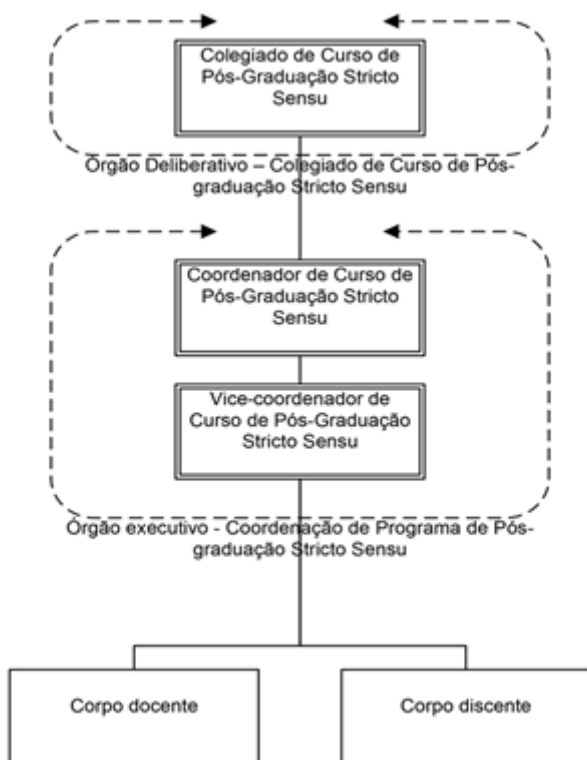 Colegiado de Curso de
Pós-Graduação Stricto
Sensu
Órgão Deliberativo – Colegiado de Curso de Pós-
graduação Stricto Sensu
Coordenador de Curso de
Pós-Graduação Stricto
Sensu
Vice-coordenador de
Curso de Pós-Graduação
Stricto Sensu
Órgão executivo - Coordenação de Programa de Pós-
graduação Stricto Sensu
Corpo docente
Corpo discente